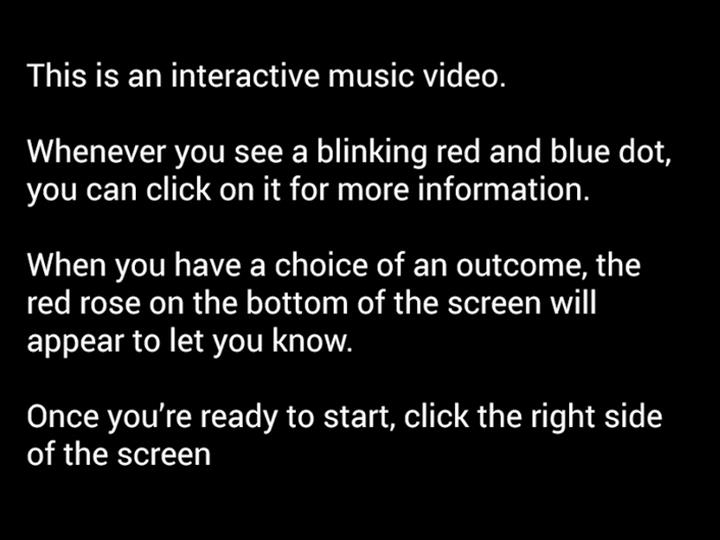 This is an interactive music video.
Whenever you see a blinking red and blue dot,
you can click on it for more information.
When you have a choice of an outcome, the
red rose on the bottom of the screen will
appear to let you know.
Once you’re ready to start, click the right side
of the screen